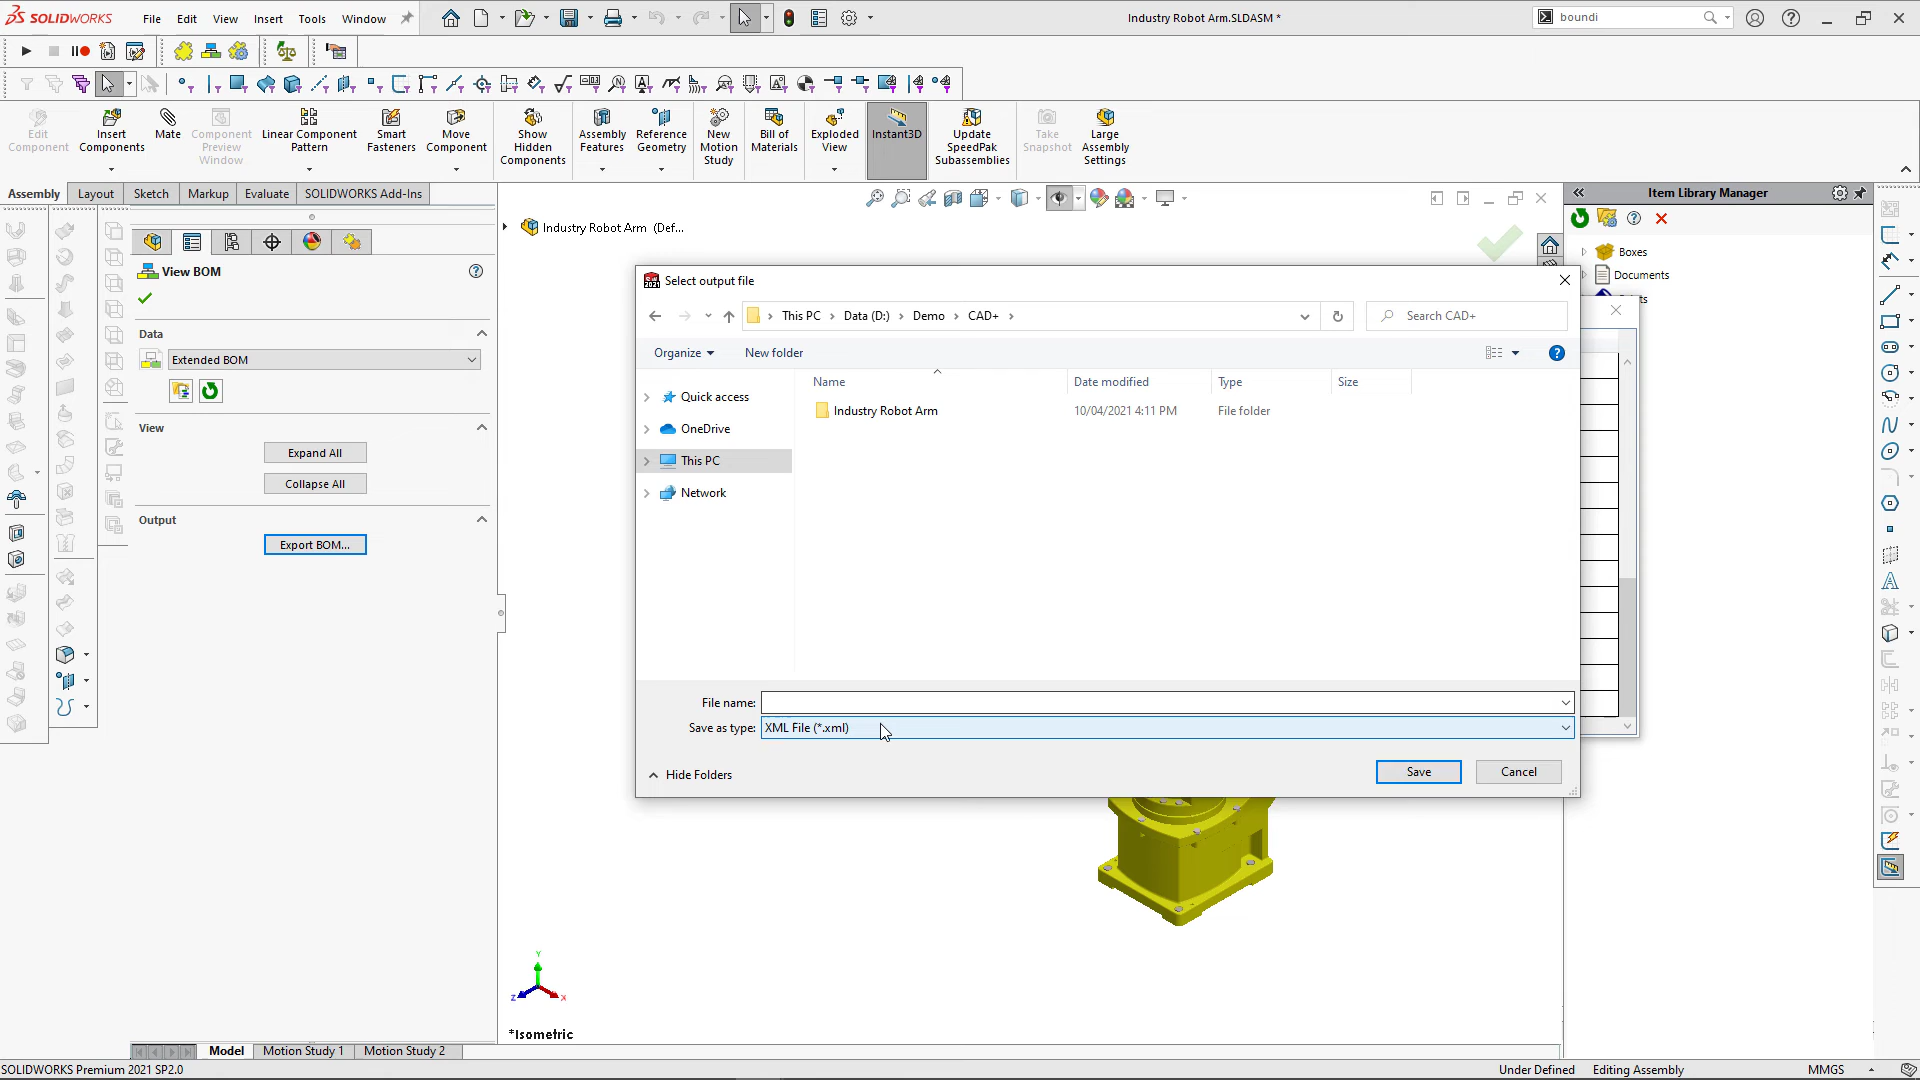 SOLIDWORKS
File Edit View Insert Tools Window
Industry Robot Arm.SLDASM *
boundi
Edit Component
Insert Components
Mate
Component Preview Window
Linear Component Pattern
Smart Fasteners
Move Component
Show Hidden Components
Assembly Features
Reference Geometry
New Motion Study
Bill of Materials
Exploded View
Instant3D
Update SpeedPak Subassemblies
Take Snapshot
Large Assembly Settings
Assembly Layout Sketch Markup Evaluate SOLIDWORKS Add-Ins
Item Library Manager
Industry Robot Arm (Def...
Boxes
Documents
View BOM
Data
Extended BOM
View
Expand All
Collapse All
Output
Export BOM...
2021
Select output file
This PC Data (D:) Demo CAD+
Search CAD+
Organize New folder
Name Date modified Type Size
Quick access
Industry Robot Arm 10/04/2021 4:11 PM File folder
OneDrive
This PC
Network
File name:
Save as type: XML File (*.xml)
Hide Folders
Save Cancel
Y
Z X
*Isometric
Model Motion Study 1 Motion Study 2
SOLIDWORKS Premium 2021 SP2.0
Under Defined Editing Assembly MMGS